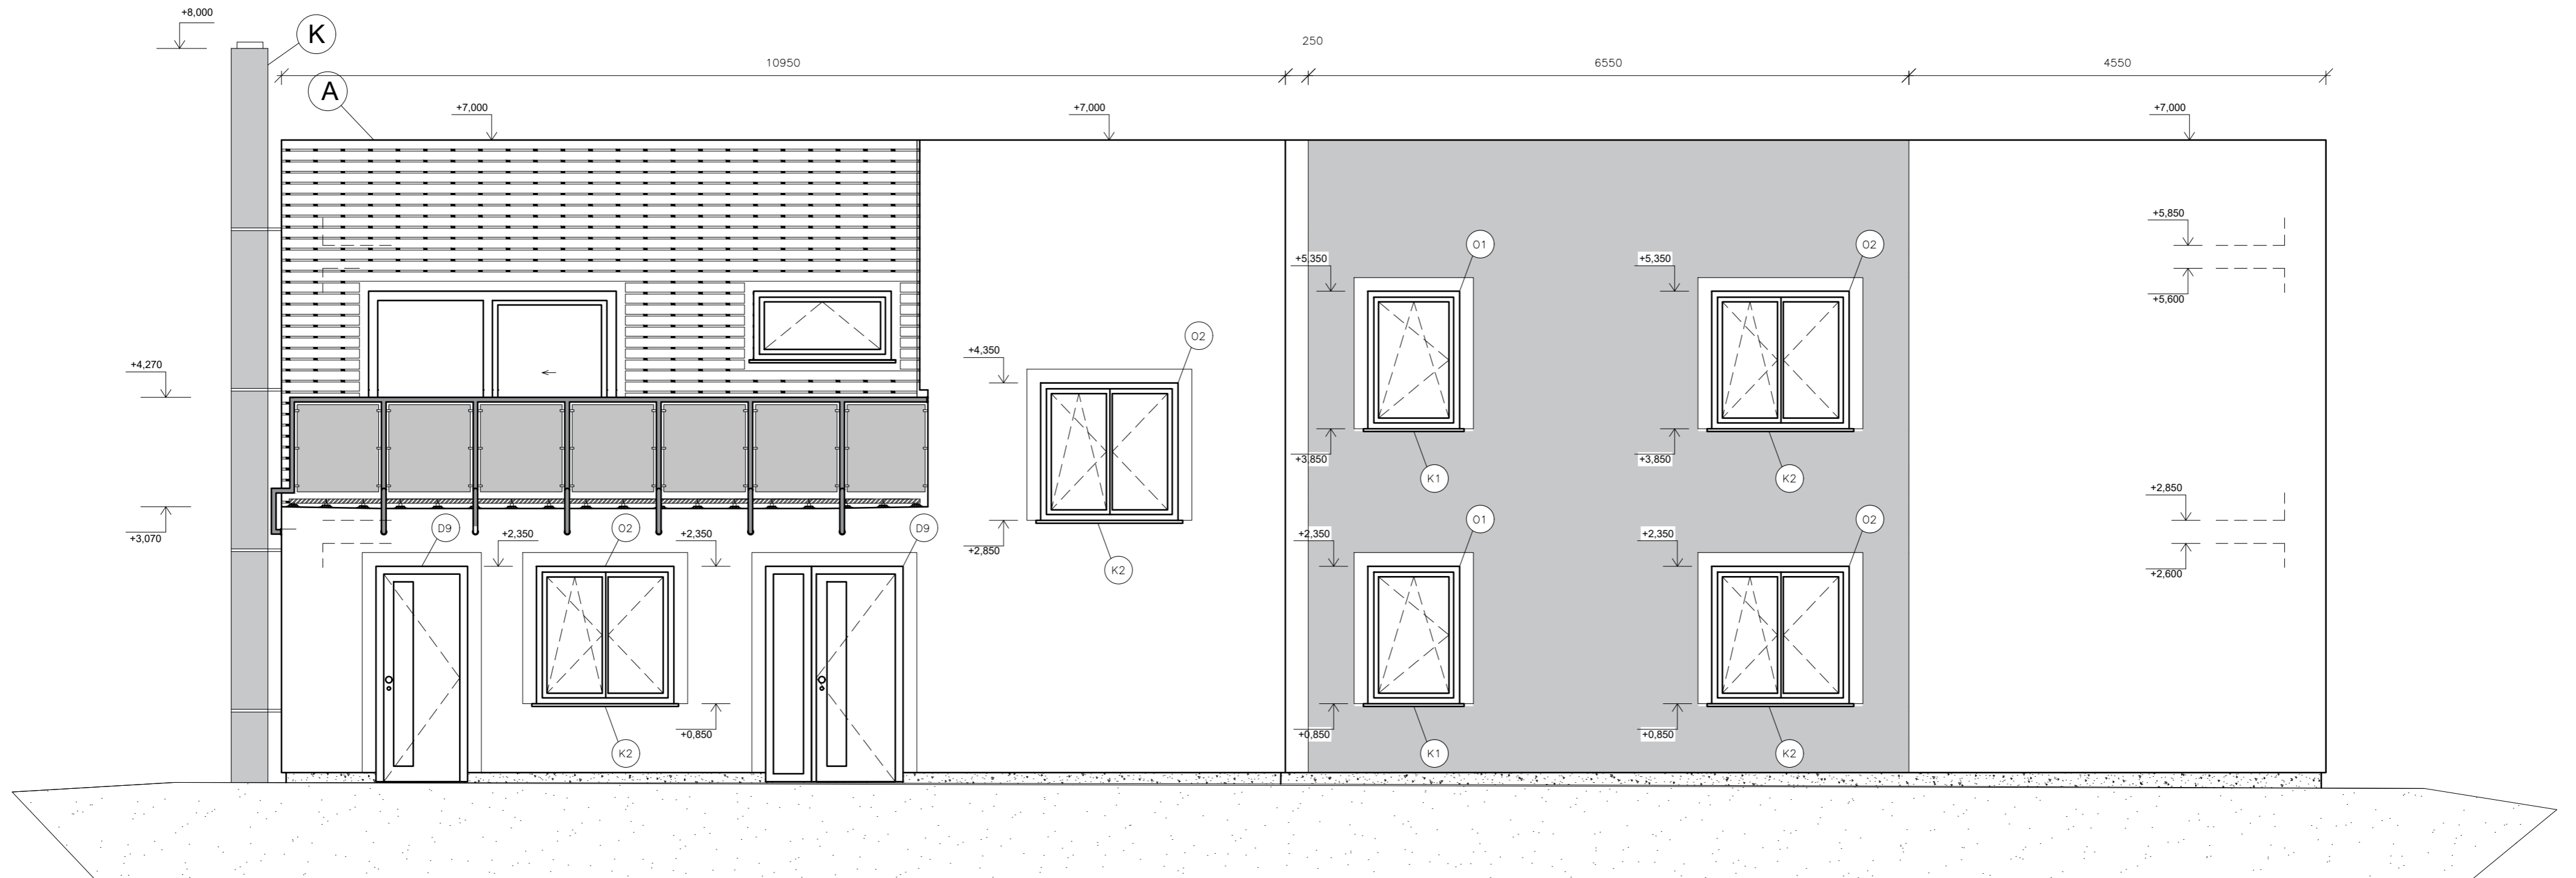 +8,000
K
250
10950
6550
4550
A
+7,000
+7,000
+7,000
+5,850
O1
O2
+5,350
+5,350
+5,600
O2
+4,350
+4,270
+3,850
+3,850
K1
K2
+2,850
O1
O2
D9
O2
D9
+2,350
+2,350
+2,350
+2,350
+3,070
+2,850
K2
+2,600
+0,850
+0,850
+0,850
K2
K1
K2